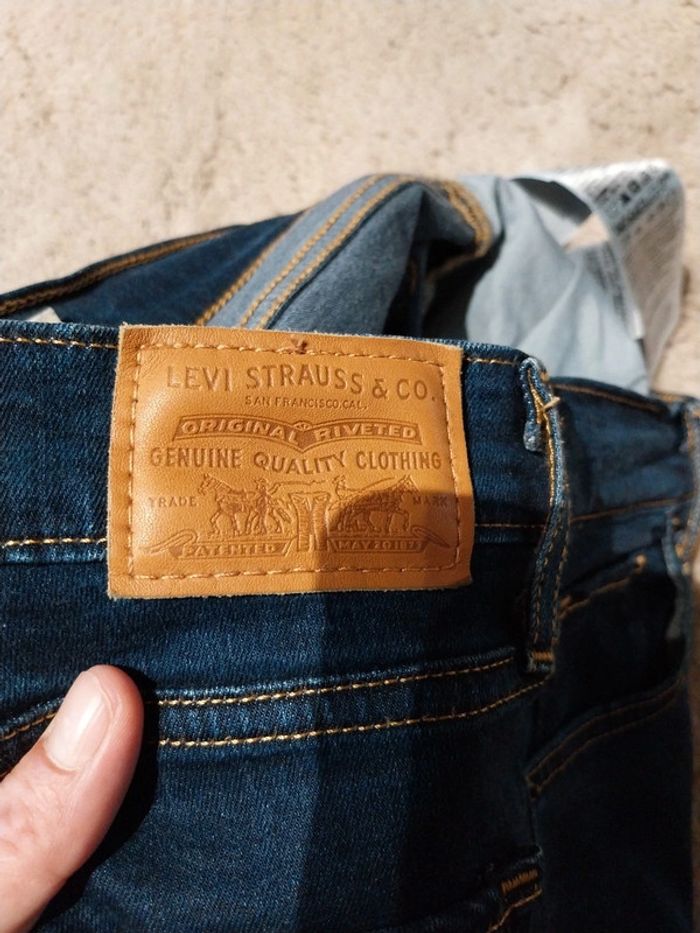 LEVI STRAUSS & CO.
SAN FRANCISCO, CAL.
ORIGINAL RIVETED
GENUINE QUALITY CLOTHING
TRADE MARK
PATENTED MAY 20 1873